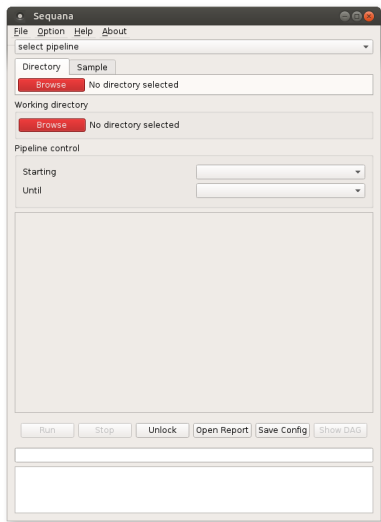 Sequana
File Option Help About
select pipeline
Directory Sample
Browse No directory selected
Working directory
Browse No directory selected
Pipeline control
Starting
Until
Run Stop Unlock Open Report Save Config Show DAG